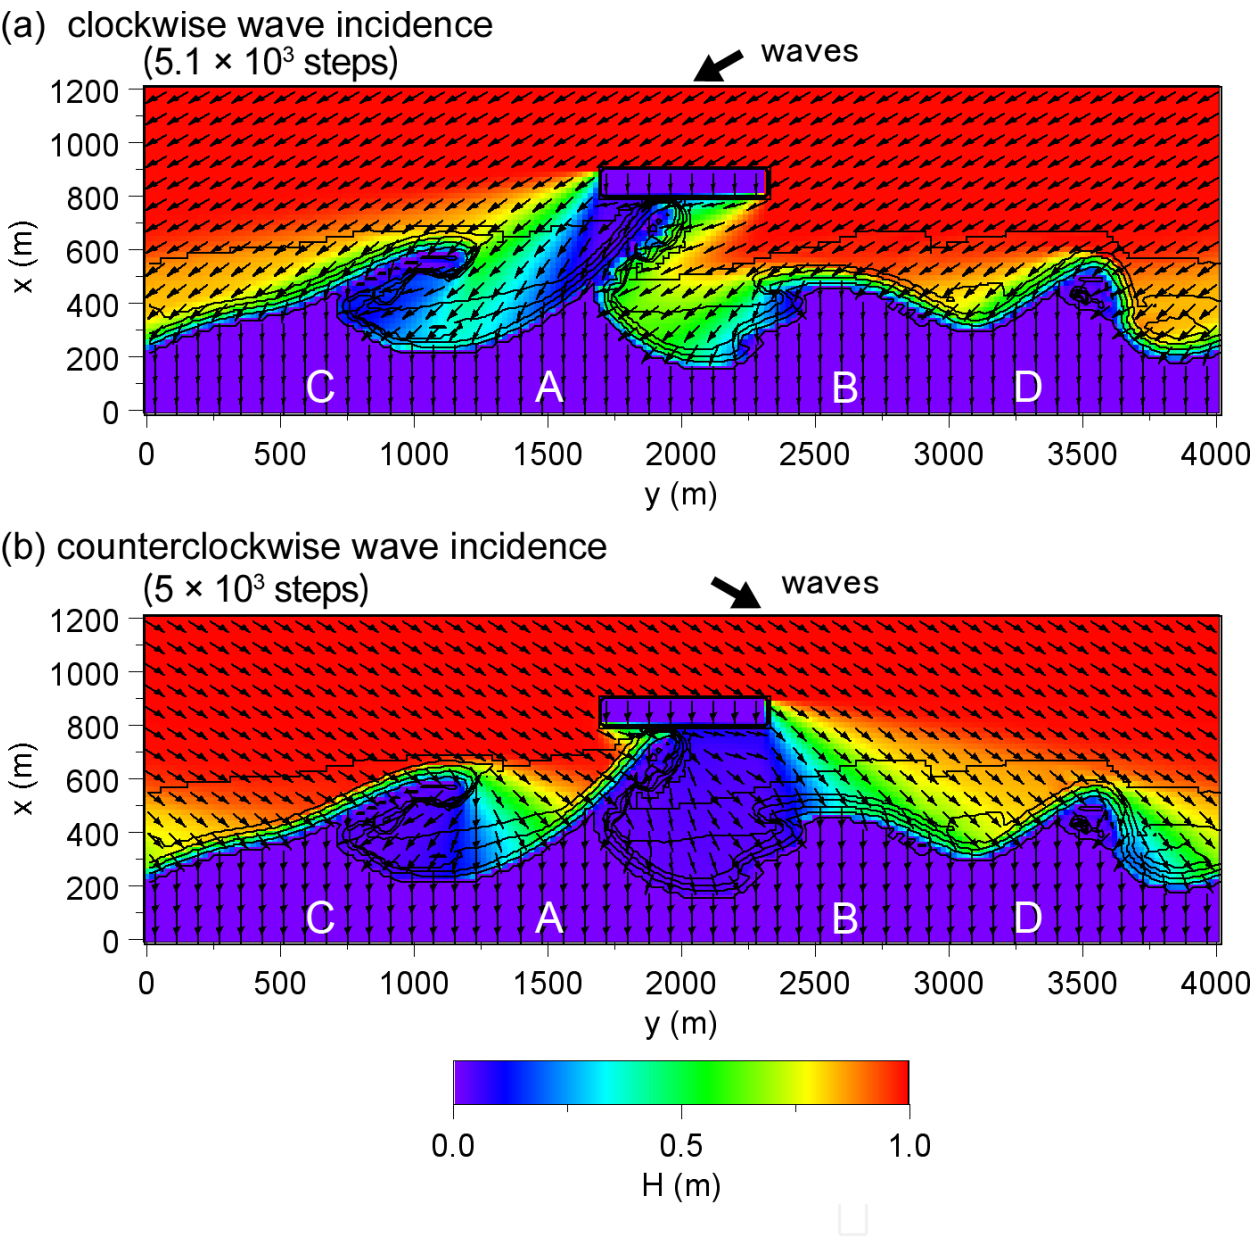 (a) clockwise wave incidence
(5.1 × 10³ steps)
waves
1200
1000
800
600
400
200
0
x (m)
C A B D
0 500 1000 1500 2000 2500 3000 3500 4000
y (m)
(b) counterclockwise wave incidence
(5 × 10³ steps)
waves
1200
1000
800
600
400
200
0
x (m)
C A B D
0 500 1000 1500 2000 2500 3000 3500 4000
y (m)
0.0 0.5 1.0
H (m)